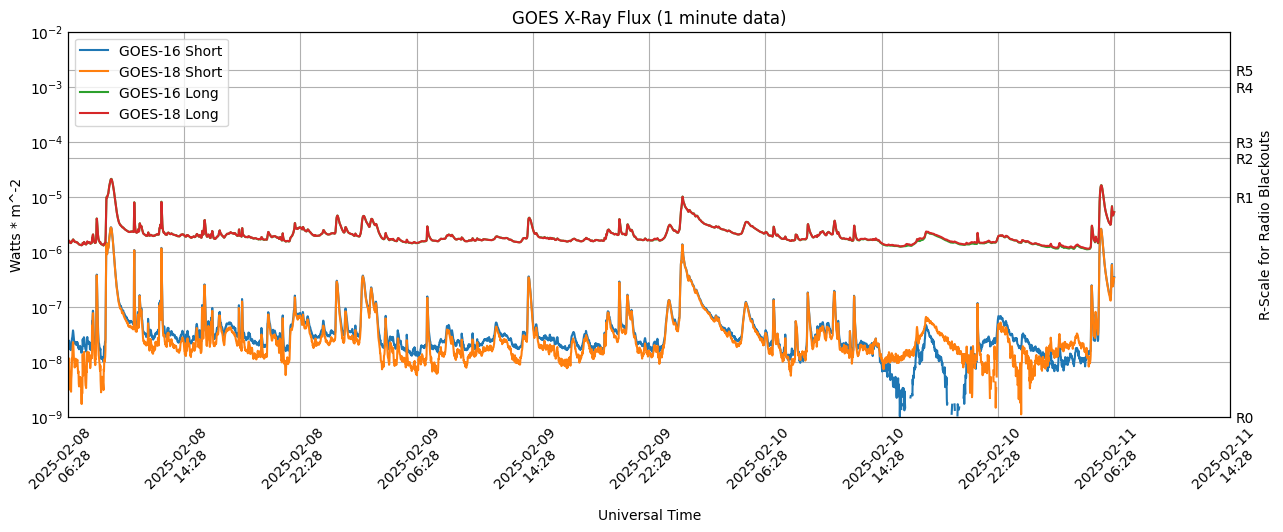 GOES X-Ray Flux (1 minute data)
GOES-16 Short
GOES-18 Short
GOES-16 Long
GOES-18 Long
Watts * m^-2
10^-2
10^-3
10^-4
10^-5
10^-6
10^-7
10^-8
10^-9
R5
R4
R3
R2
R1
R0
R-Scale for Radio Blackouts
2025-02-08
06:28
2025-02-08
14:28
2025-02-08
22:28
2025-02-09
06:28
2025-02-09
14:28
2025-02-09
22:28
2025-02-10
06:28
2025-02-10
14:28
2025-02-10
22:28
2025-02-11
06:28
2025-02-11
14:28
Universal Time